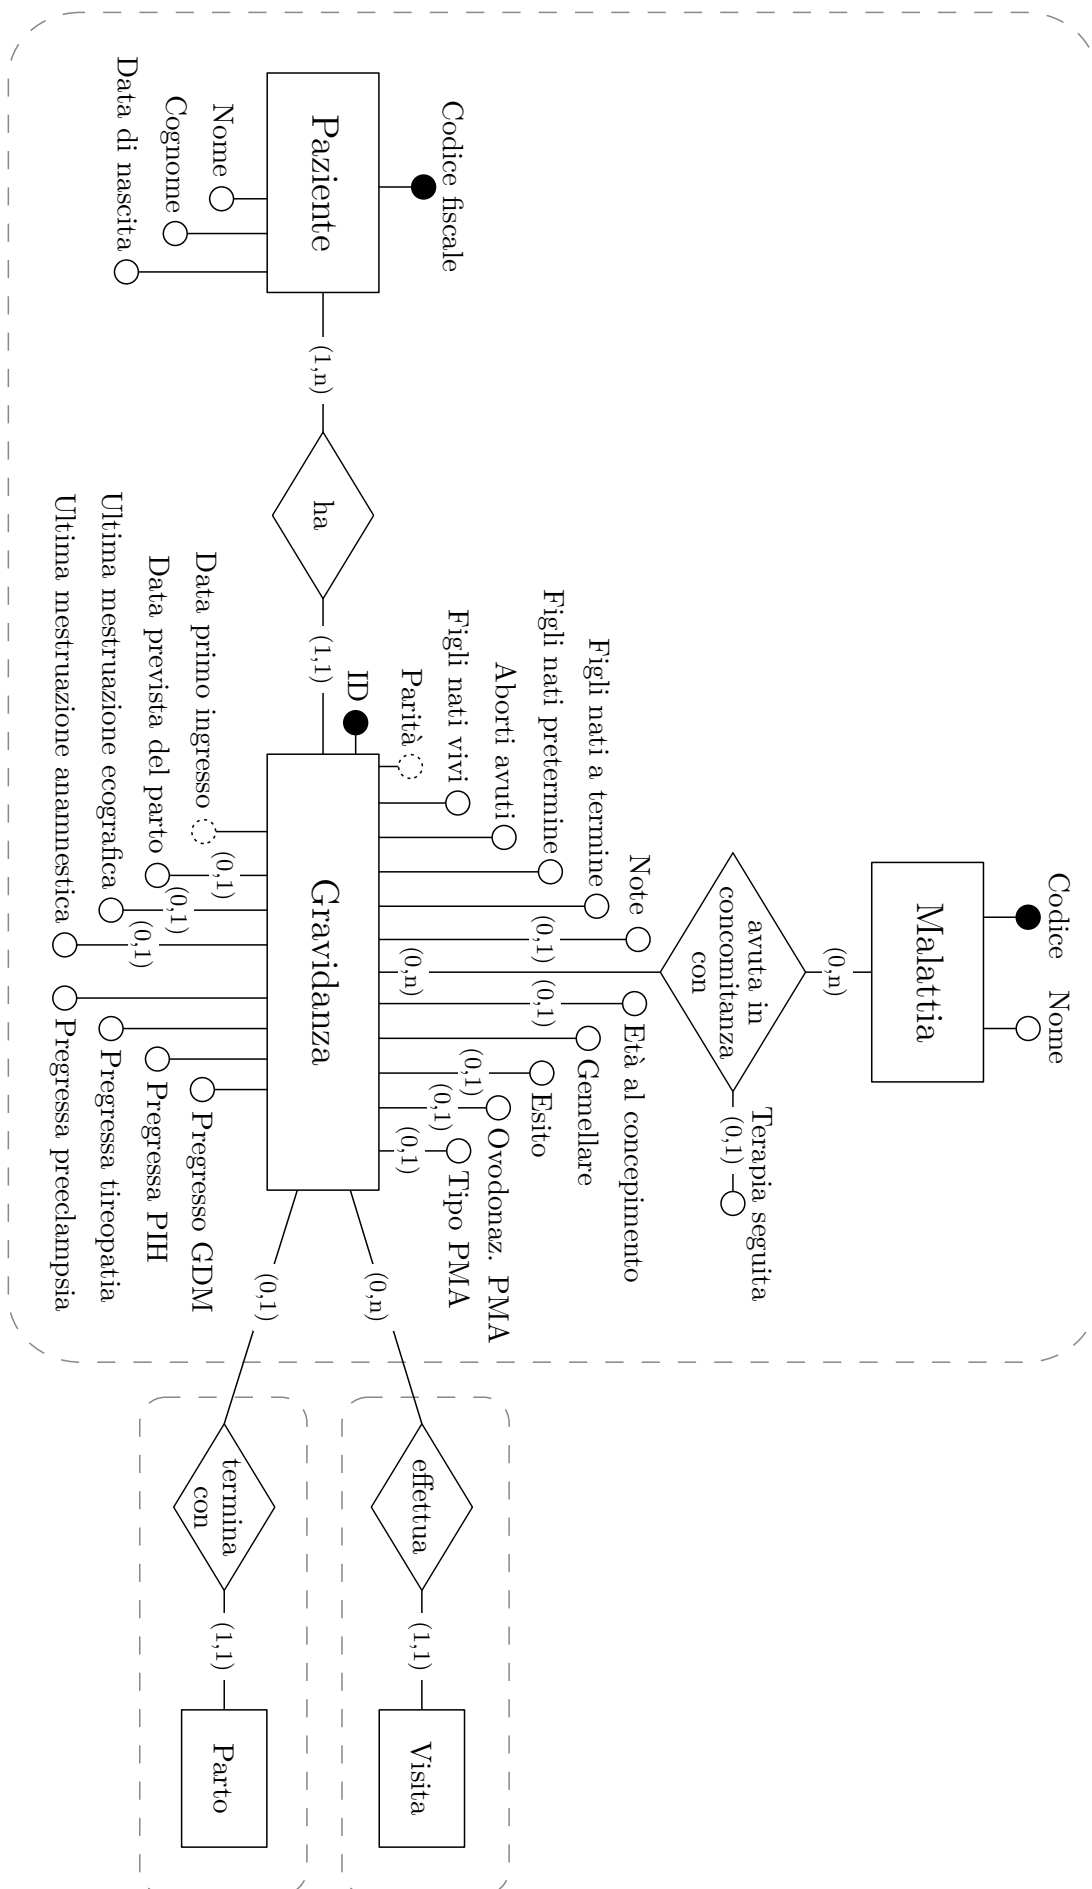 Codice
Nome
Malattia
(0,n)
avuta in
concomitanza
con
Terapia seguita
(0,1)
Note
Età al concepimento
(0,1)
(0,1)
Figli nati a termine
Gemellare
Figli nati pretermine
Esito
(0,1)
Aborti avuti
Ovodonaz. PMA
(0,1)
Figli nati vivi
Tipo PMA
(0,1)
Parità
(0,n)
ID
Codice fiscale
Paziente
Nome
Cognome
Data di nascita
(1,n)
ha
(1,1)
Gravidanza
Data primo ingresso
Data prevista del parto
(0,1)
Ultima mestruazione ecografica
(0,1)
Ultima mestruazione anamnestica
(0,1)
Pregresso GDM
Pregressa PIH
Pregressa tireopatia
Pregressa preeclampsia
(0,n)
effettua
(1,1)
Visita
(0,1)
termina
con
(1,1)
Parto